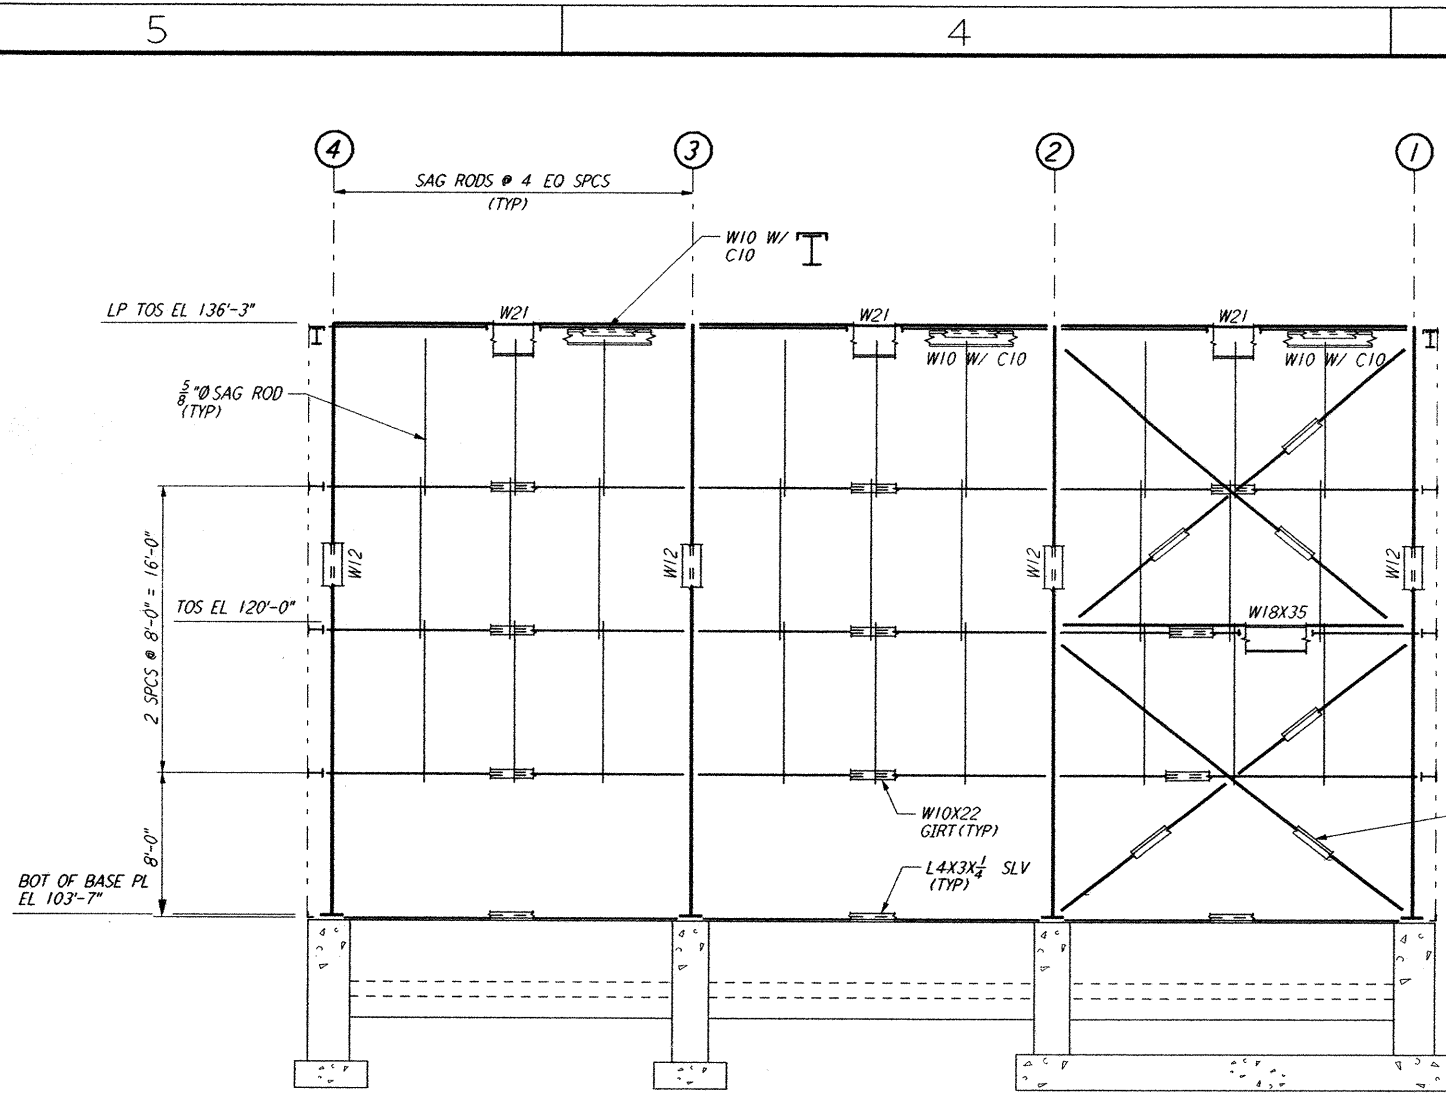 5
4
4
3
2
1
SAG RODS @ 4 EQ SPCS
(TYP)
W10 W/
C10
LP TOS EL 136'-3"
W21
W21
W21
W10 W/ C10
W10 W/ C10
5/8"Ø SAG ROD
(TYP)
2 SPCS @ 8'-0" = 16'-0"
W12
W12
W12
W12
TOS EL 120'-0"
W18X35
W10X22
GIRT (TYP)
8'-0"
L4X3X1/4 SLV
(TYP)
BOT OF BASE PL
EL 103'-7"